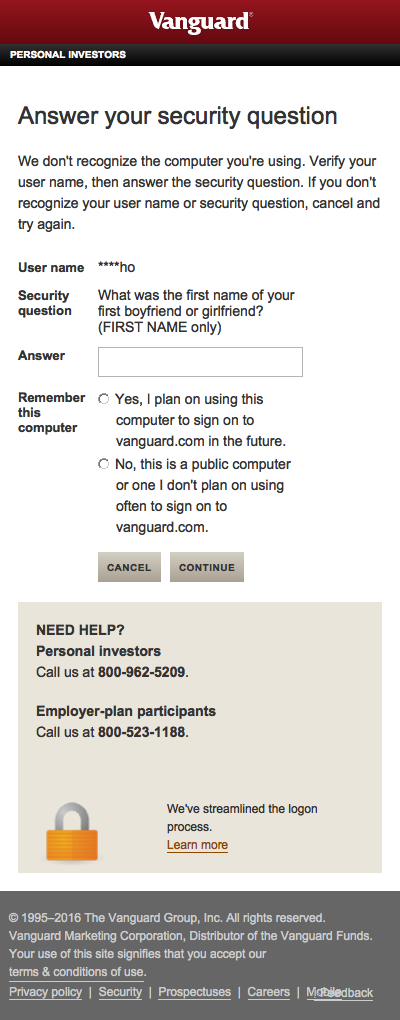 Vanguard®
PERSONAL INVESTORS
Answer your security question
We don't recognize the computer you're using. Verify your
user name, then answer the security question. If you don't
recognize your user name or security question, cancel and
try again.
User name ****ho
Security question What was the first name of your
first boyfriend or girlfriend?
(FIRST NAME only)
Answer
Remember this computer
Yes, I plan on using this
computer to sign on to
vanguard.com in the future.
No, this is a public computer
or one I don't plan on using
often to sign on to
vanguard.com.
CANCEL CONTINUE
NEED HELP?
Personal investors
Call us at 800-962-5209.
Employer-plan participants
Call us at 800-523-1188.
We've streamlined the logon
process.
Learn more
© 1995–2016 The Vanguard Group, Inc. All rights reserved.
Vanguard Marketing Corporation, Distributor of the Vanguard Funds.
Your use of this site signifies that you accept our
terms & conditions of use.
Privacy policy | Security | Prospectuses | Careers | Mobile Feedback